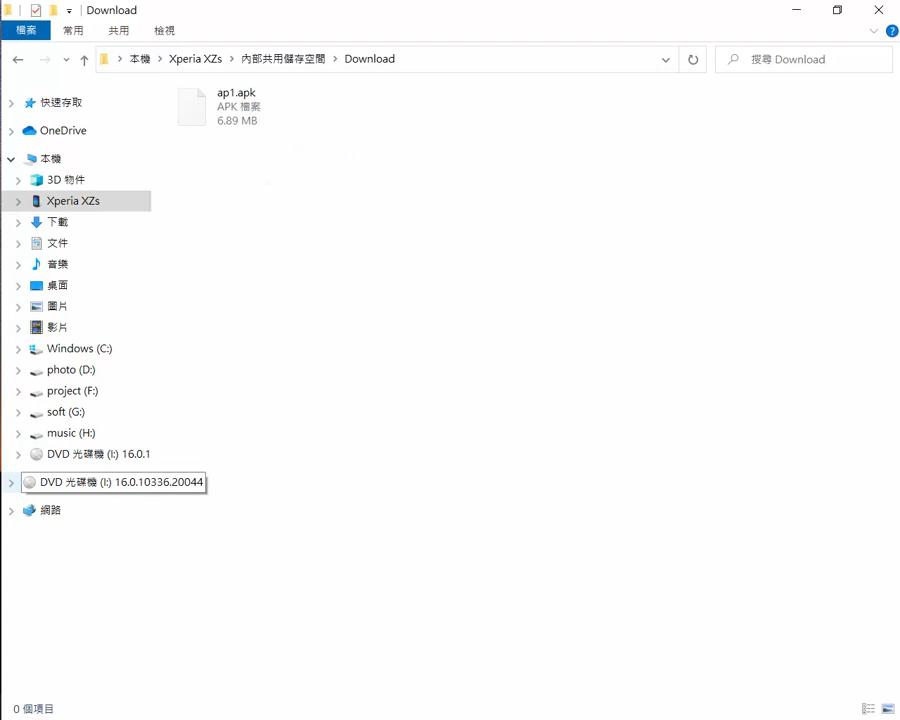 Download
檔案 常用 共用 檢視
本機 Xperia XZs 內部共用儲存空間 Download 搜尋 Download
ap1.apk
APK 檔案
6.89 MB
快速存取
OneDrive
本機
3D 物件
Xperia XZs
下載
文件
音樂
桌面
圖片
影片
Windows (C:)
photo (D:)
project (F:)
soft (G:)
music (H:)
DVD 光碟機 (I:) 16.0.1
DVD 光碟機 (I:) 16.0.10336.20044
網路
0 個項目